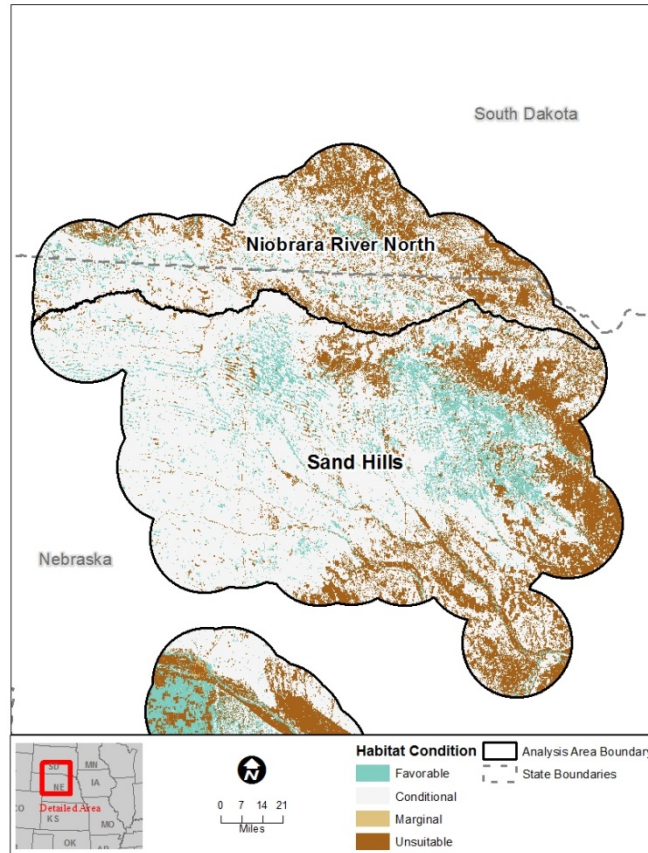 South Dakota
Niobrara River North
Sand Hills
Nebraska
SD
MN
NE
IA
Detailed Area
CO
KS
MO
OK
N
0 7 14 21
Miles
Habitat Condition
Favorable
Conditional
Marginal
Unsuitable
Analysis Area Boundary
State Boundaries